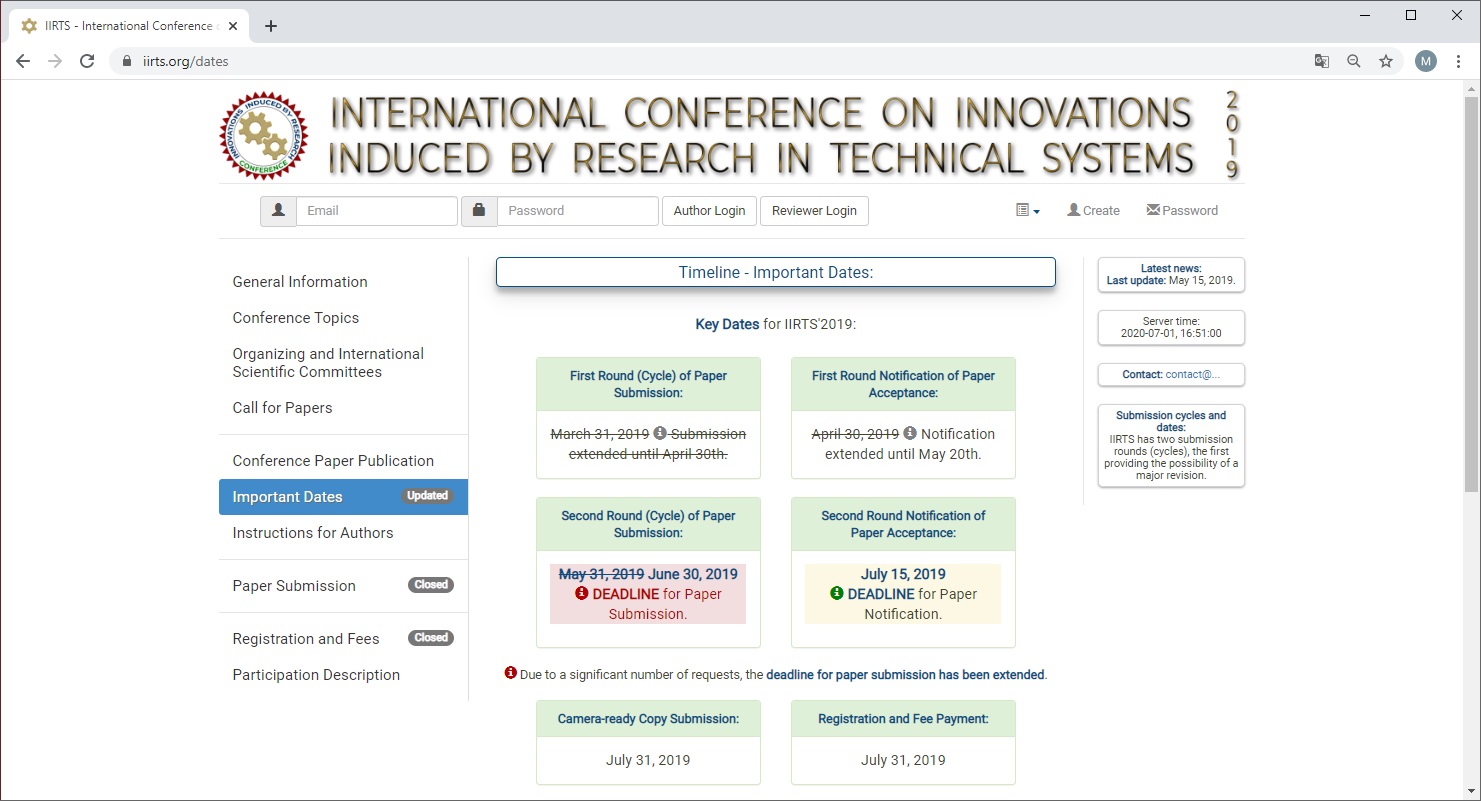 IIRTS - International Conference
iirts.org/dates
M
INNOVATIONS INDUCED BY RESEARCH
CONFERENCE
INTERNATIONAL CONFERENCE ON INNOVATIONS
INDUCED BY RESEARCH IN TECHNICAL SYSTEMS
2019
Email
Password
Author Login
Reviewer Login
Create
Password
General Information
Conference Topics
Organizing and International
Scientific Committees
Call for Papers
Conference Paper Publication
Important Dates Updated
Instructions for Authors
Paper Submission Closed
Registration and Fees Closed
Participation Description
Timeline - Important Dates:
Key Dates for IIRTS'2019:
First Round (Cycle) of Paper
Submission:
March 31, 2019 Submission
extended until April 30th.
First Round Notification of Paper
Acceptance:
April 30, 2019 Notification
extended until May 20th.
Second Round (Cycle) of Paper
Submission:
May 31, 2019 June 30, 2019
DEADLINE for Paper
Submission.
Second Round Notification of
Paper Acceptance:
July 15, 2019
DEADLINE for Paper
Notification.
Due to a significant number of requests, the deadline for paper submission has been extended.
Camera-ready Copy Submission:
July 31, 2019
Registration and Fee Payment:
July 31, 2019
Latest news:
Last update: May 15, 2019.
Server time:
2020-07-01, 16:51:00
Contact: contact@...
Submission cycles and
dates:
IIRTS has two submission
rounds (cycles), the first
providing the possibility of a
major revision.